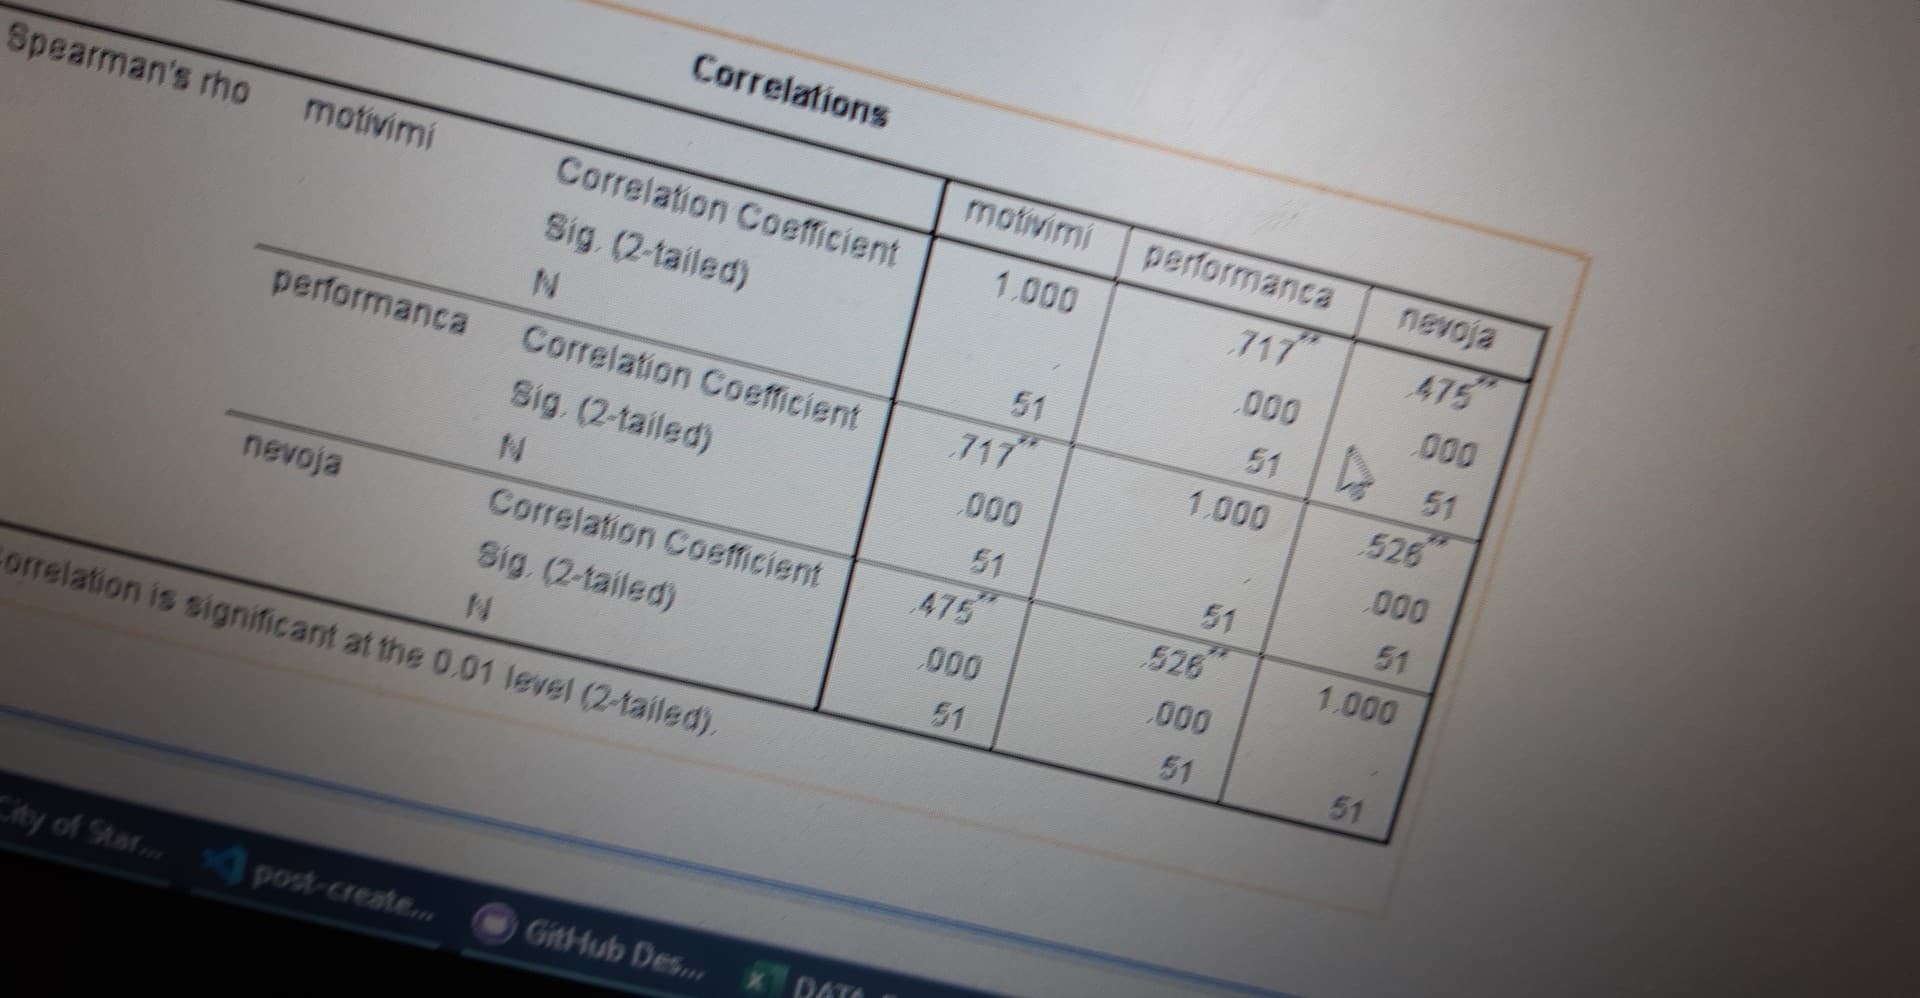 Correlations
motivimi performanca nevoja
Spearman's rho motivimi Correlation Coefficient 1.000 .717** .475**
Sig. (2-tailed) . .000 .000
N 51 51 51
performanca Correlation Coefficient .717** 1.000 .526**
Sig. (2-tailed) .000 . .000
N 51 51 51
nevoja Correlation Coefficient .475** .526** 1.000
Sig. (2-tailed) .000 .000 .
N 51 51 51
orrelation is significant at the 0.01 level (2-tailed).
City of Star... post-create... GitHub Des... DATA